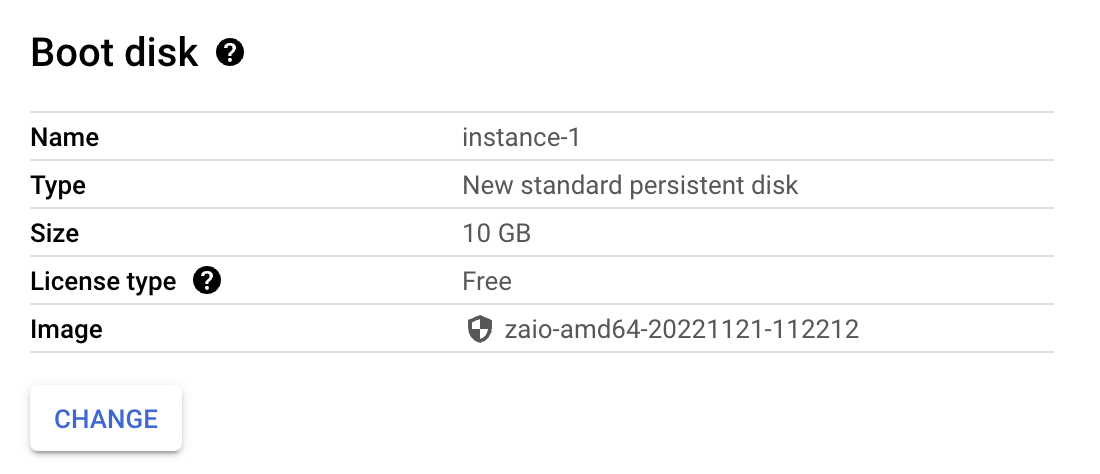 Boot disk
Name instance-1
Type New standard persistent disk
Size 10 GB
License type Free
Image zaio-amd64-20221121-112212
CHANGE